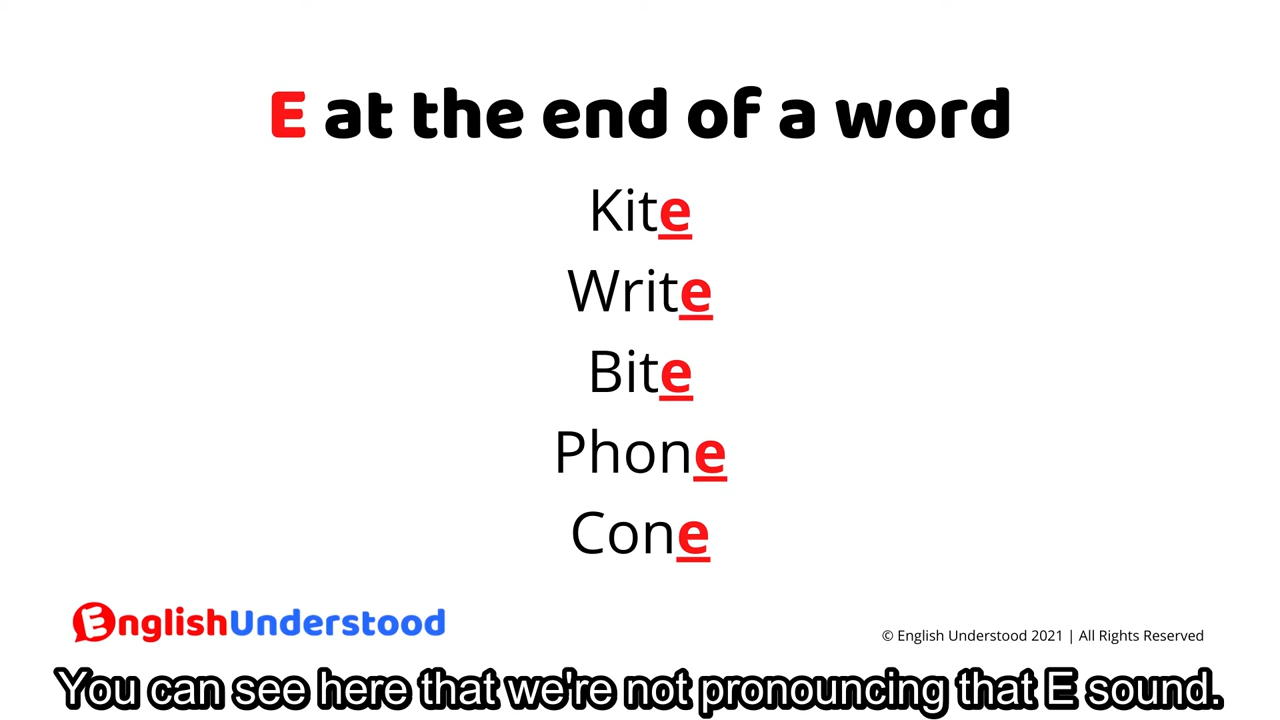 E at the end of a word
Kite
Write
Bite
Phone
Cone
EnglishUnderstood
© English Understood 2021 | All Rights Reserved
You can see here that we're not pronouncing that E sound.